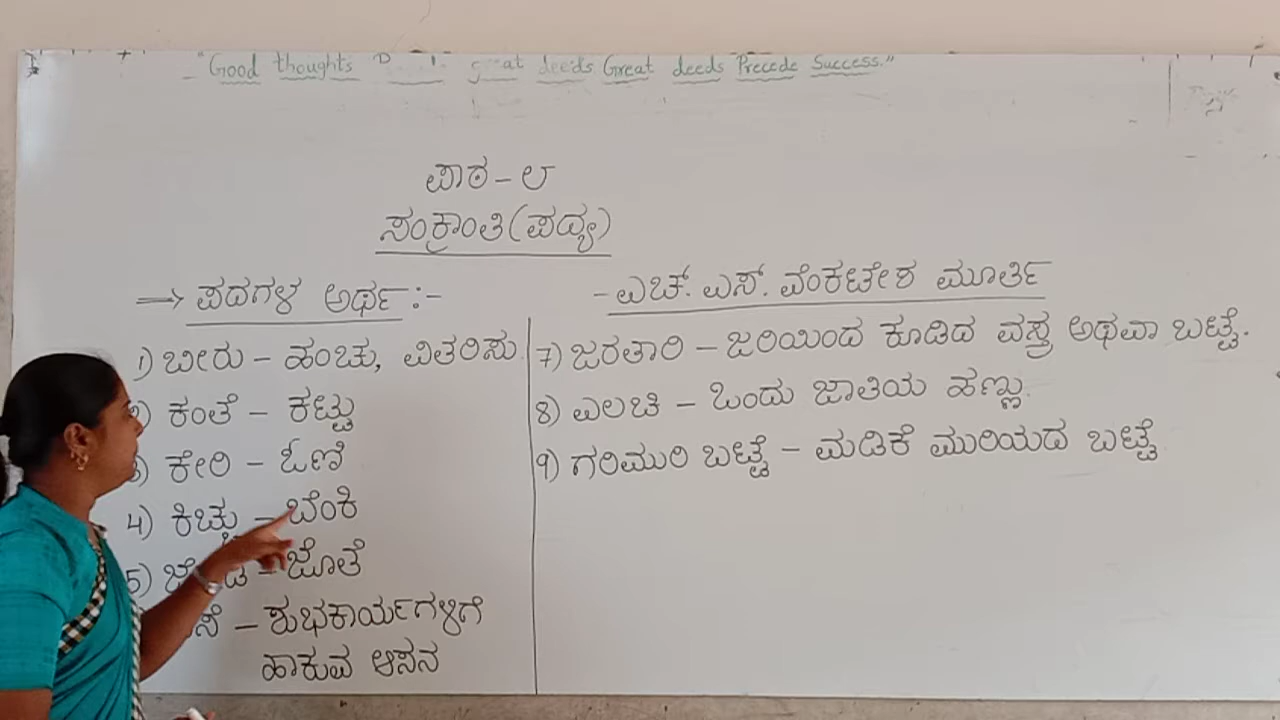 "Good thoughts great deeds Great deeds Precede Success."
ಪಾಠ - ೮
ಸಂಕ್ರಾಂತಿ (ಪದ್ಯ)
- ಎಚ್. ಎಸ್. ವೆಂಕಟೇಶ ಮೂರ್ತಿ
→ ಪದಗಳ ಅರ್ಥ :-
1) ಬೀರು - ಹಂಚು, ವಿತರಿಸು
2) ಕಂತೆ - ಕಟ್ಟು
3) ಕೇರಿ - ಓಣಿ
4) ಕಿಚ್ಚು - ಬೆಂಕಿ
5) - ಜೊತೆ
- ಶುಭಕಾರ್ಯಗಳಿಗೆ
ಹಾಕುವ ಆಸನ
7) ಜರತಾರಿ - ಜರಿಯಿಂದ ಕೂಡಿದ ವಸ್ತ್ರ ಅಥವಾ ಬಟ್ಟೆ.
8) ಎಲಚಿ - ಒಂದು ಜಾತಿಯ ಹಣ್ಣು.
9) ಗರಿಮುರಿ ಬಟ್ಟೆ - ಮಡಿಕೆ ಮುರಿಯದ ಬಟ್ಟೆ